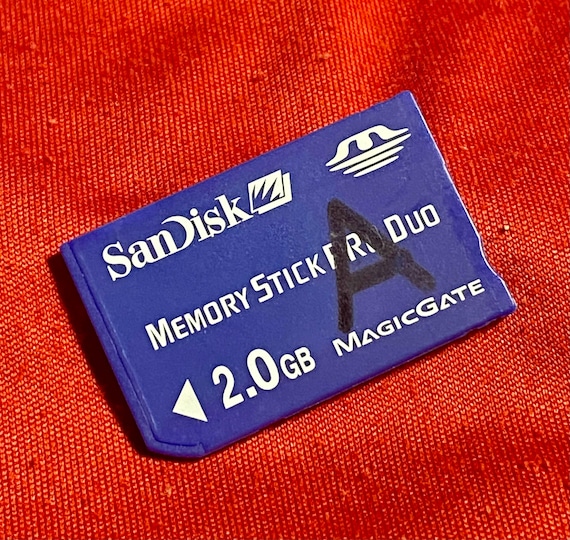 SanDisk
MEMORY STICK PRO DUO
A
2.0GB MAGICGATE